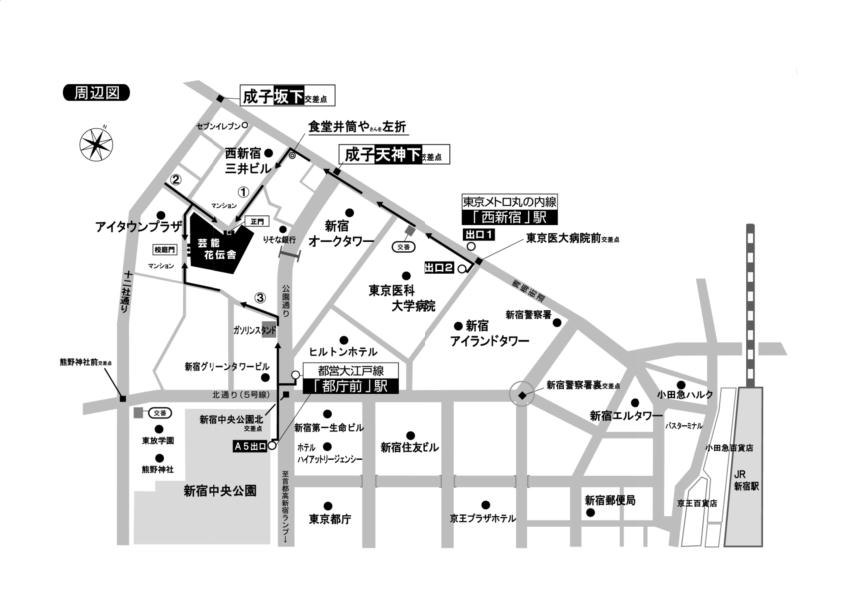 周辺図
N
成子坂下交差点
セブンイレブン
食堂井筒やさんを左折
西新宿
三井ビル
成子天神下交差点
②
①
マンション
東京メトロ丸の内線
「西新宿」駅
アイタウンプラザ
正門
新宿
オークタワー
出口1
東京医大病院前交差点
芸能
花伝舎
りそな銀行
交番
校庭門
出口2
マンション
十二社通り
公園通り
東京医科
大学病院
青梅街道
③
ガソリンスタンド
新宿
アイランドタワー
新宿警察署
ヒルトンホテル
熊野神社前交差点
新宿グリーンタワービル
都営大江戸線
「都庁前」駅
北通り(5号線)
新宿警察署裏交差点
小田急ハルク
交番
新宿中央公園北
交差点
新宿エルタワー
バスターミナル
東放学園
新宿第一生命ビル
A5出口
ホテル
ハイアットリージェンシー
新宿住友ビル
小田急百貨店
熊野神社
JR
新宿駅
新宿中央公園
至首都高新宿ランプ→
京王百貨店
新宿郵便局
東京都庁
京王プラザホテル